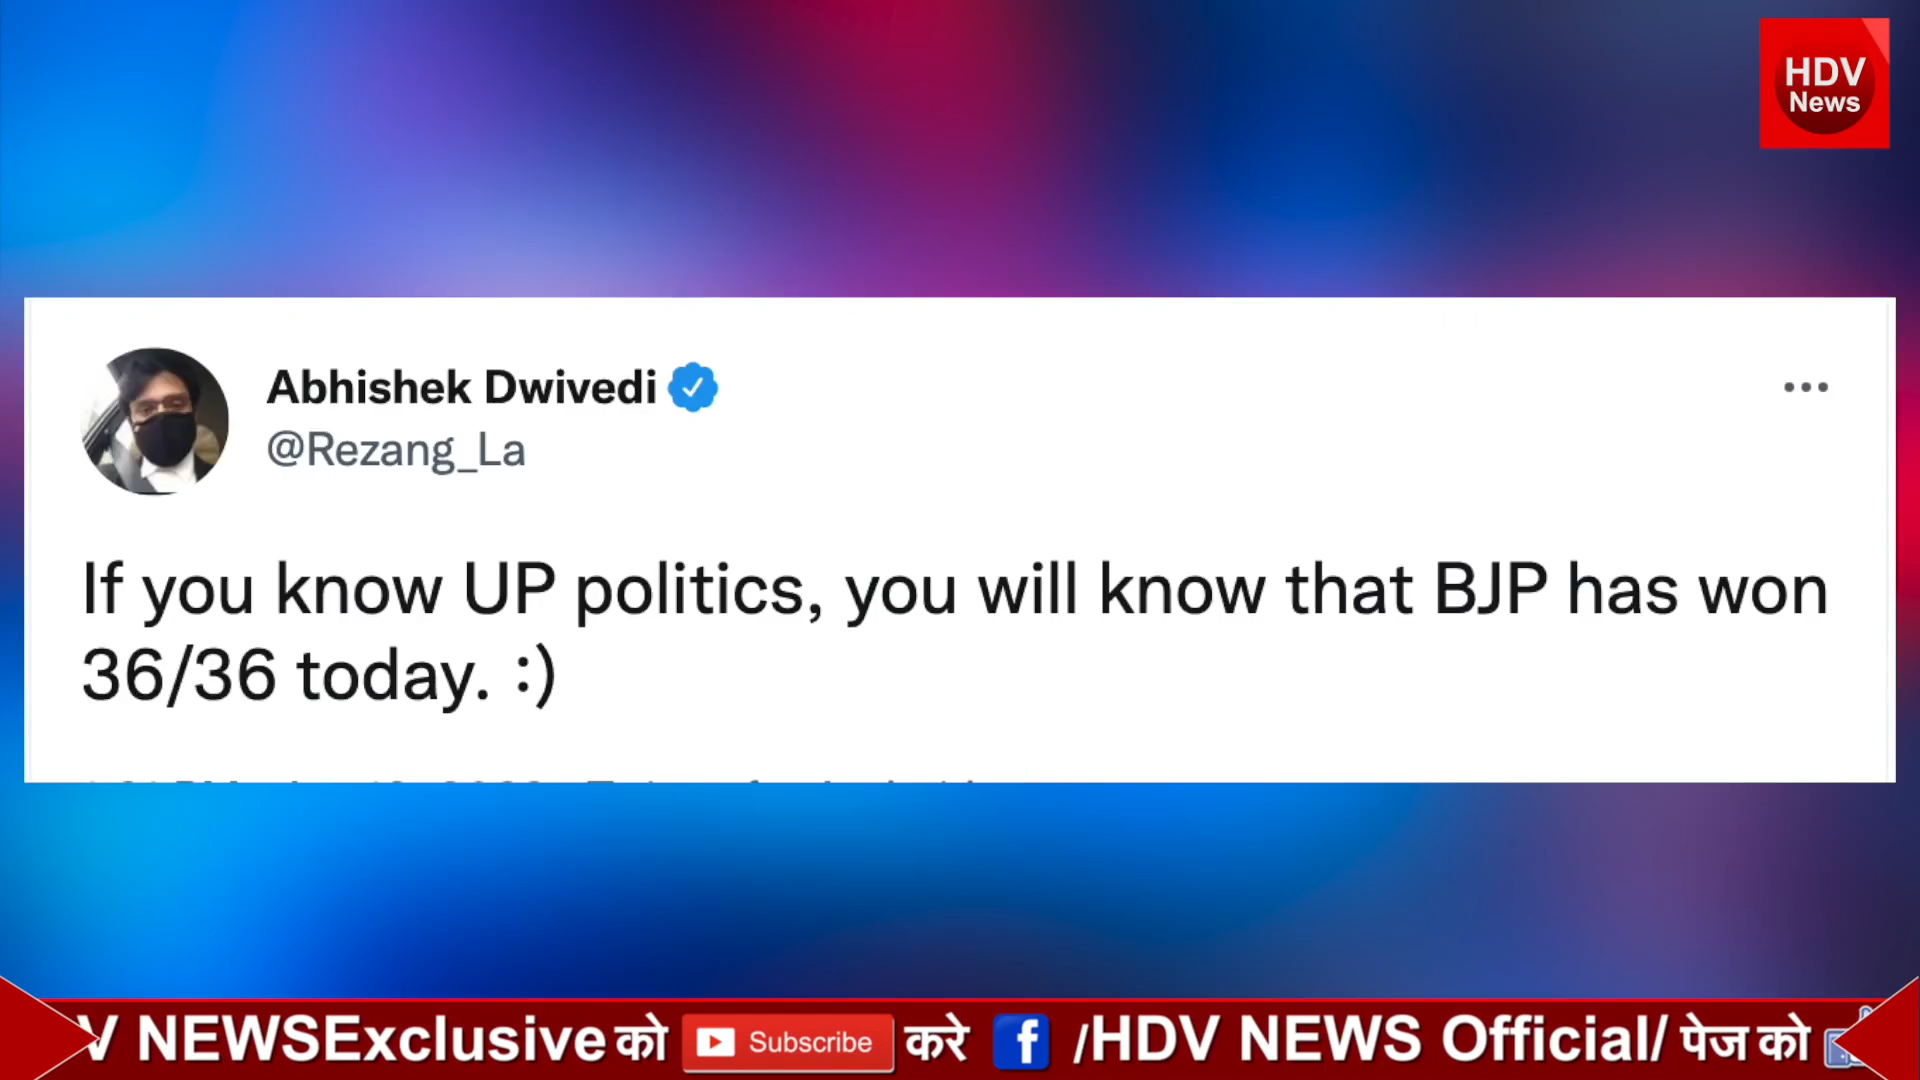 HDV
News
Abhishek Dwivedi
@Rezang_La
If you know UP politics, you will know that BJP has won
36/36 today. :)
V NEWSExclusive को Subscribe करे f /HDV NEWS Official/ पेज को